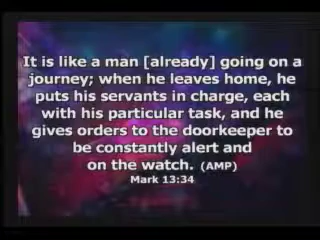 It is like a man [already] going on a
journey; when he leaves home, he
puts his servants in charge, each
with his particular task, and he
gives orders to the doorkeeper to
be constantly alert and
on the watch. (AMP)
Mark 13:34